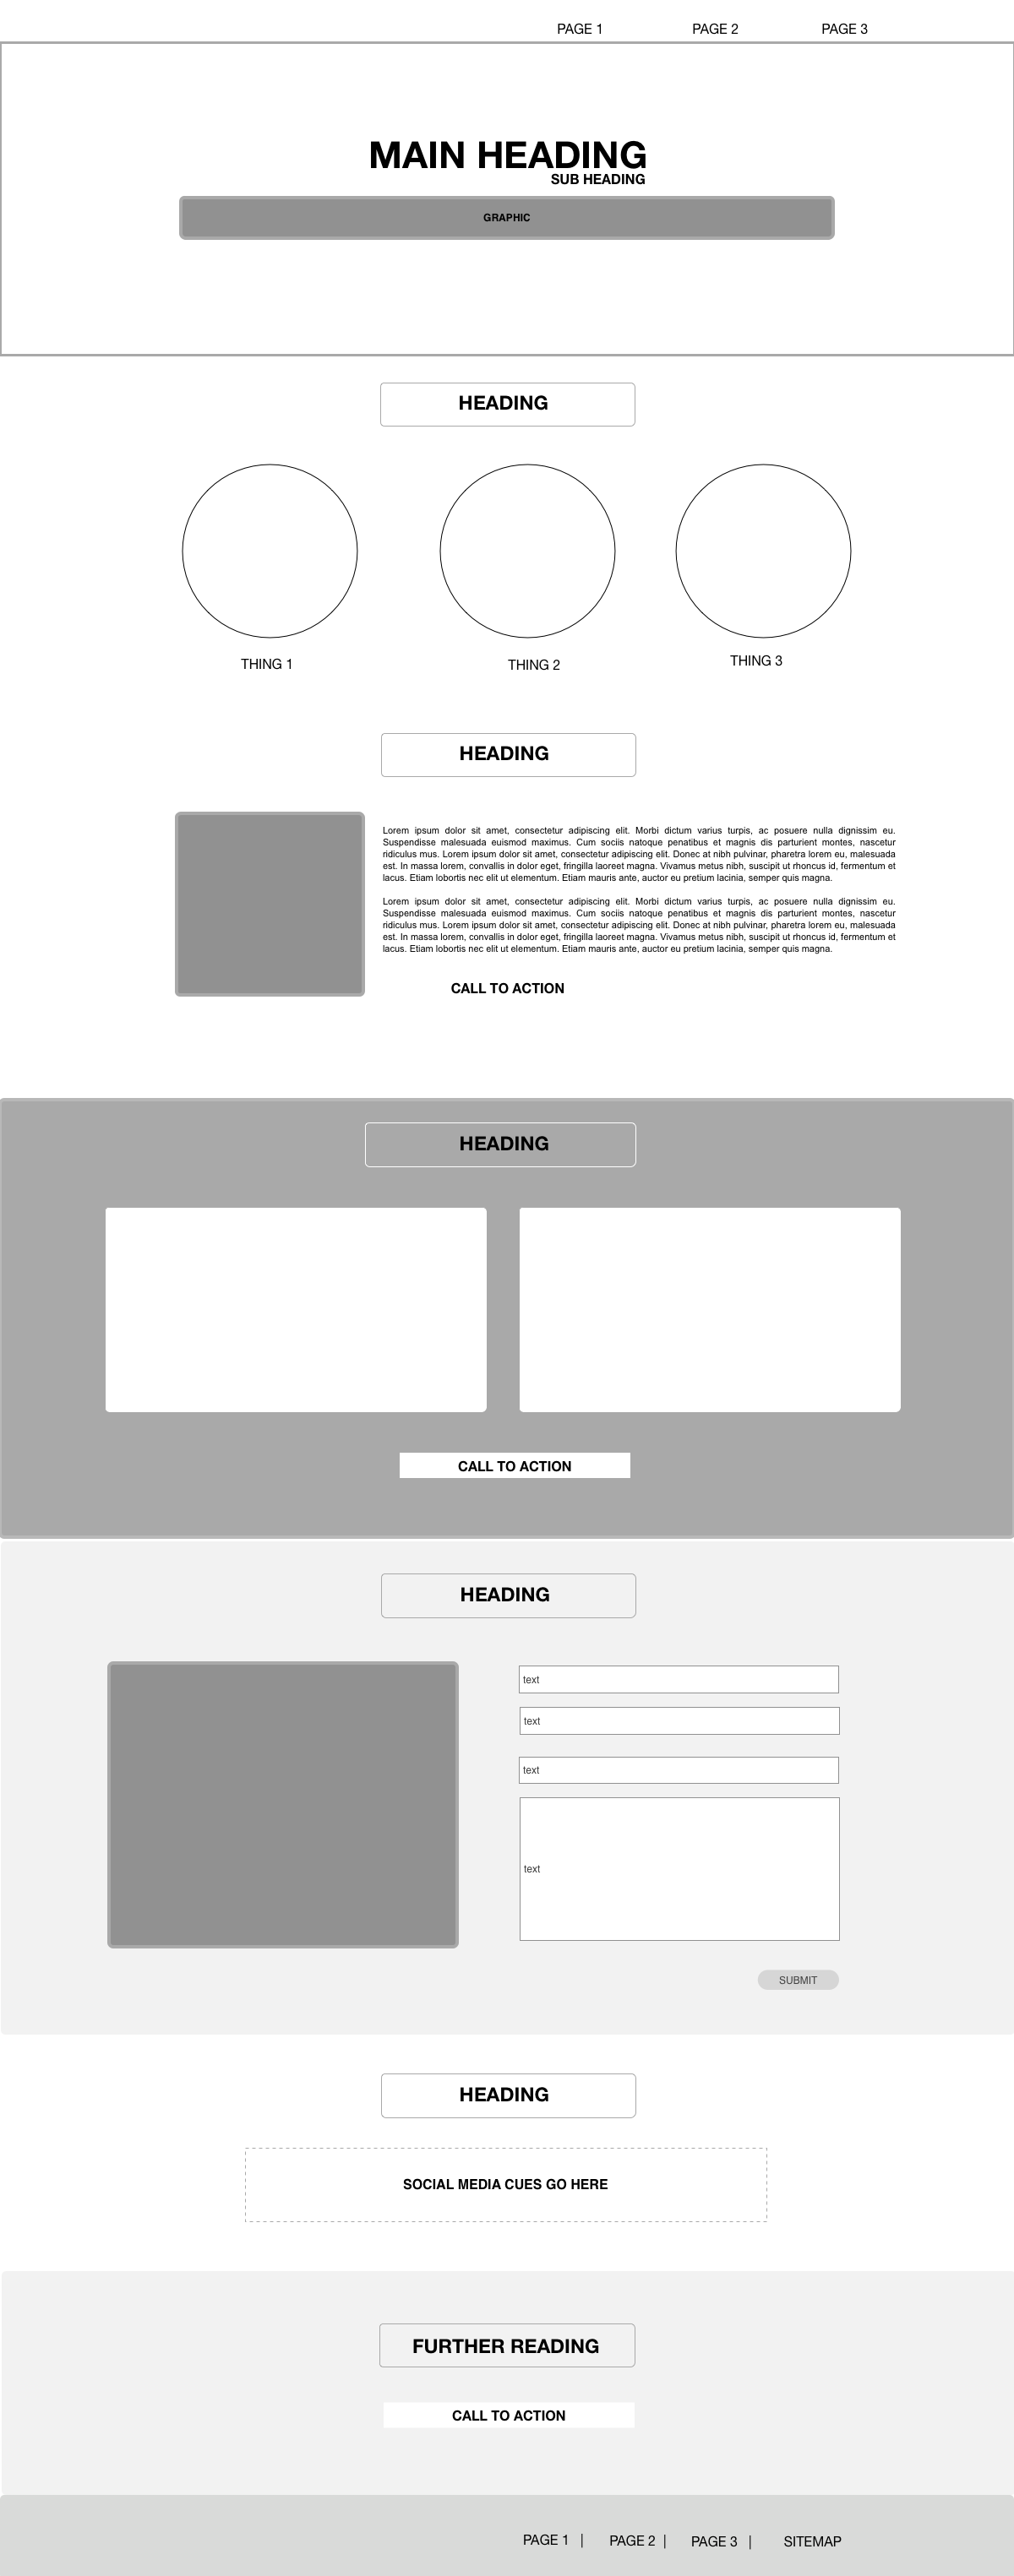 PAGE 1 PAGE 2 PAGE 3
MAIN HEADING
SUB HEADING
GRAPHIC
HEADING
THING 1 THING 2 THING 3
HEADING
Lorem ipsum dolor sit amet, consectetur adipiscing elit. Morbi dictum varius turpis, ac posuere nulla dignissim eu.
Suspendisse malesuada euismod maximus. Cum sociis natoque penatibus et magnis dis parturient montes, nascetur
ridiculus mus. Lorem ipsum dolor sit amet, consectetur adipiscing elit. Donec at nibh pulvinar, pharetra lorem eu, malesuada
est. In massa lorem, convallis in dolor eget, fringilla laoreet magna. Vivamus metus nibh, suscipit ut rhoncus id, fermentum et
lacus. Etiam lobortis nec elit ut elementum. Etiam mauris ante, auctor eu pretium lacinia, semper quis magna.
Lorem ipsum dolor sit amet, consectetur adipiscing elit. Morbi dictum varius turpis, ac posuere nulla dignissim eu.
Suspendisse malesuada euismod maximus. Cum sociis natoque penatibus et magnis dis parturient montes, nascetur
ridiculus mus. Lorem ipsum dolor sit amet, consectetur adipiscing elit. Donec at nibh pulvinar, pharetra lorem eu, malesuada
est. In massa lorem, convallis in dolor eget, fringilla laoreet magna. Vivamus metus nibh, suscipit ut rhoncus id, fermentum et
lacus. Etiam lobortis nec elit ut elementum. Etiam mauris ante, auctor eu pretium lacinia, semper quis magna.
CALL TO ACTION
HEADING
CALL TO ACTION
HEADING
text
text
text
text
SUBMIT
HEADING
SOCIAL MEDIA CUES GO HERE
FURTHER READING
CALL TO ACTION
PAGE 1 | PAGE 2 | PAGE 3 | SITEMAP